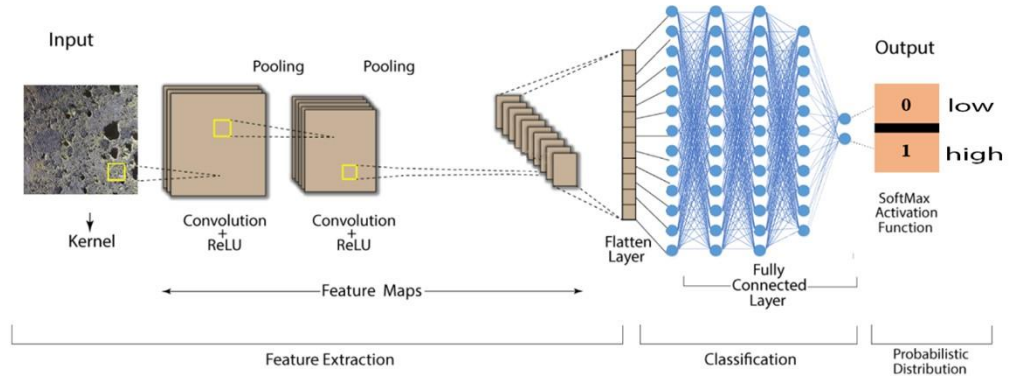 Input
Pooling
Pooling
Output
0
low
1
high
Kernel
Convolution
+
ReLU
Convolution
+
ReLU
Flatten
Layer
SoftMax
Activation
Function
Feature Maps
Fully
Connected
Layer
Feature Extraction
Classification
Probabilistic
Distribution